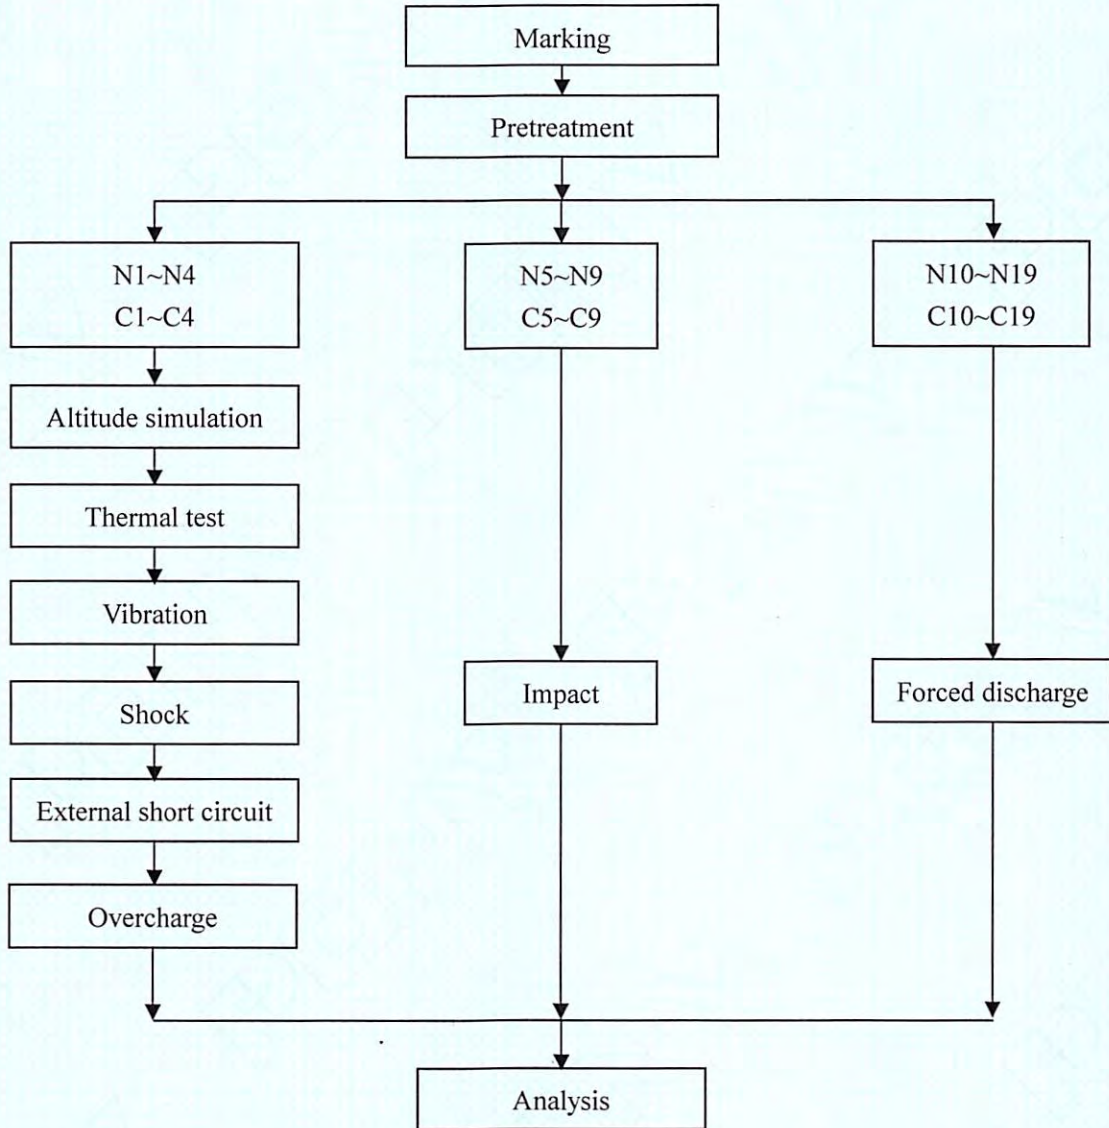 Marking
Pretreatment
N1~N4
C1~C4
N5~N9
C5~C9
N10~N19
C10~C19
Altitude simulation
Thermal test
Vibration
Shock
Impact
Forced discharge
External short circuit
Overcharge
Analysis